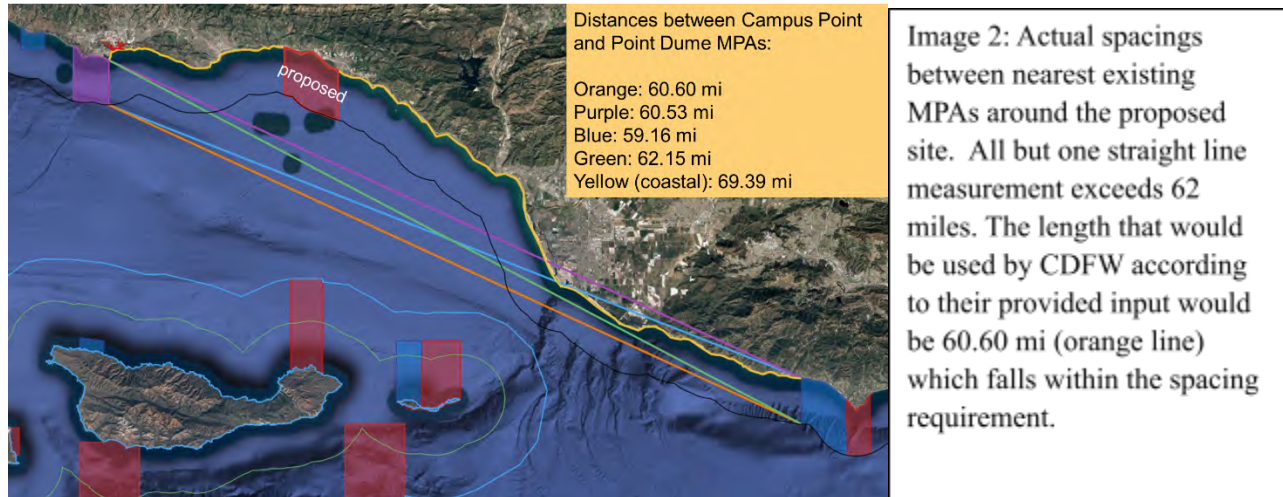 Distances between Campus Point
and Point Dume MPAs:
Orange: 60.60 mi
Purple: 60.53 mi
Blue: 59.16 mi
Green: 62.15 mi
Yellow (coastal): 69.39 mi
proposed
Image 2: Actual spacings
between nearest existing
MPAs around the proposed
site. All but one straight line
measurement exceeds 62
miles. The length that would
be used by CDFW according
to their provided input would
be 60.60 mi (orange line)
which falls within the spacing
requirement.